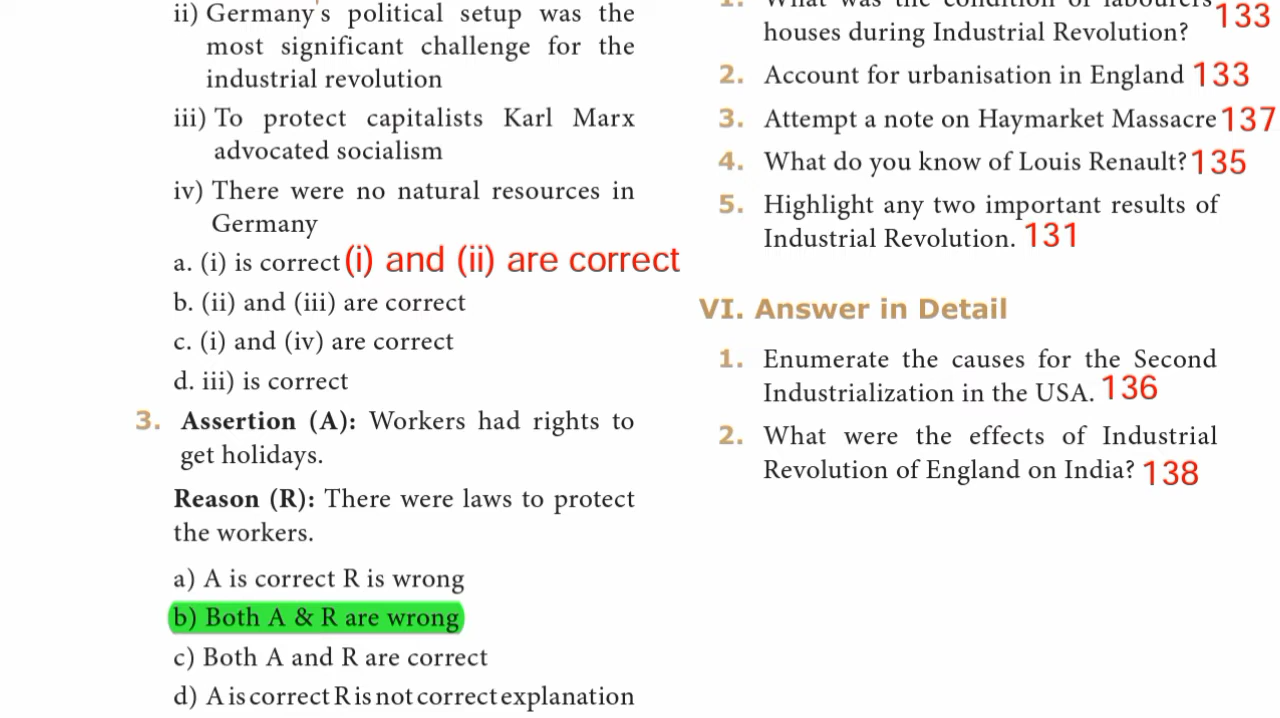 ii) Germany's political setup was the
most significant challenge for the
industrial revolution
iii) To protect capitalists Karl Marx
advocated socialism
iv) There were no natural resources in
Germany
a. (i) is correct (i) and (ii) are correct
b. (ii) and (iii) are correct
c. (i) and (iv) are correct
d. iii) is correct
3. Assertion (A): Workers had rights to
get holidays.
Reason (R): There were laws to protect
the workers.
a) A is correct R is wrong
b) Both A & R are wrong
c) Both A and R are correct
d) A is correct R is not correct explanation
1. What was the condition of labourers 133
houses during Industrial Revolution?
2. Account for urbanisation in England 133
3. Attempt a note on Haymarket Massacre 137
4. What do you know of Louis Renault? 135
5. Highlight any two important results of
Industrial Revolution. 131
VI. Answer in Detail
1. Enumerate the causes for the Second
Industrialization in the USA. 136
2. What were the effects of Industrial
Revolution of England on India? 138